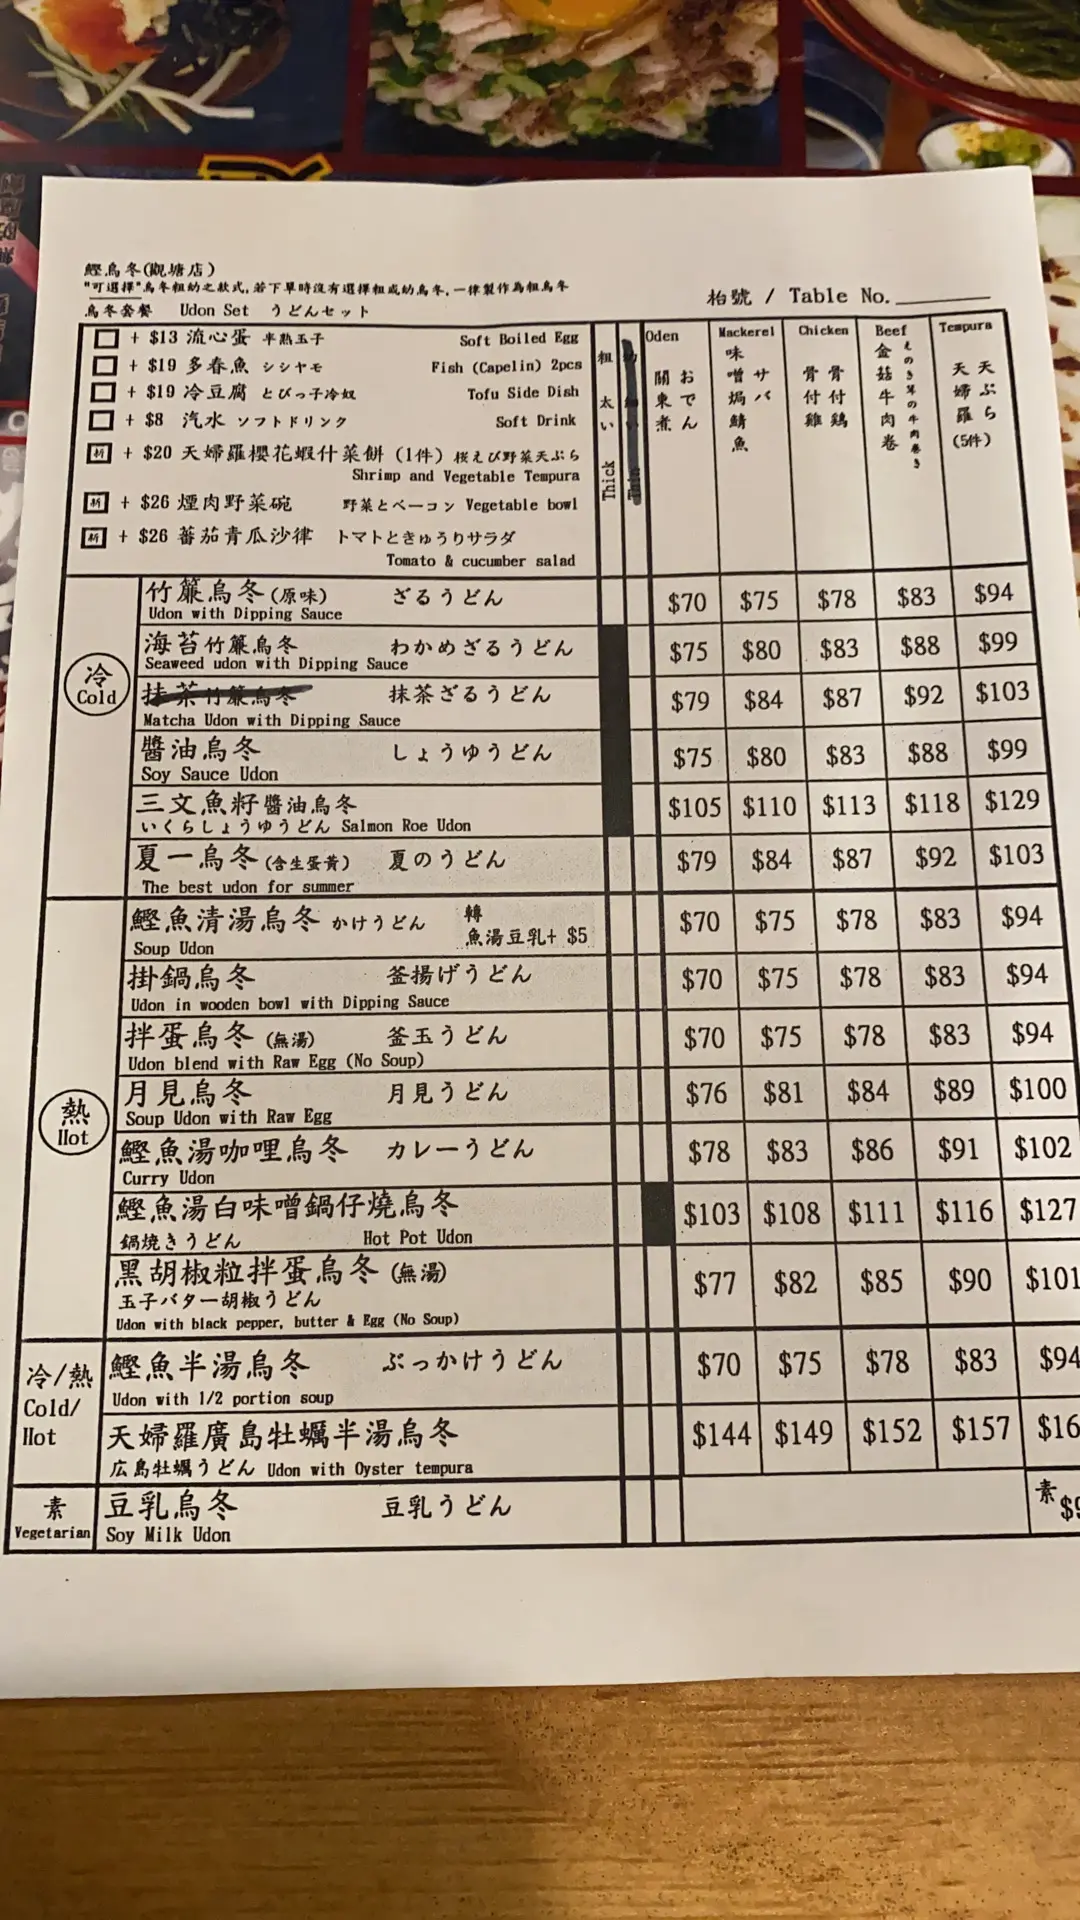 鰹烏冬(觀塘店)
"可選擇"烏冬粗幼之款式,若下單時沒有選擇粗或幼烏冬,一律製作為粗烏冬
枱號 / Table No.
烏冬套餐 Udon Set うどんセット
+ $13 流心蛋 半熟玉子 Soft Boiled Egg
+ $19 多春魚 シシヤモ Fish (Capelin) 2pcs
+ $19 冷豆腐 とびっ子冷奴 Tofu Side Dish
+ $8 汽水 ソフトドリンク Soft Drink
新 + $20 天婦羅櫻花蝦什菜餅 (1件) 桜えび野菜天ぷら
Shrimp and Vegetable Tempura
新 + $26 煙肉野菜碗 野菜とベーコン Vegetable bowl
新 + $26 蕃茄青瓜沙律 トマトときゅうりサラダ
Tomato & cucumber salad
粗 太い Thick
Thin
Oden
關東煮 おでん
Mackerel
味噌焗鯖魚 サバ
Chicken
骨付雞 骨付鶏
Beef
金菇牛肉卷 えのき茸の牛肉巻き
Tempura
天婦羅 天ぷら (5件)
冷 Cold
竹簾烏冬(原味) ざるうどん $70 $75 $78 $83 $94
Udon with Dipping Sauce
海苔竹簾烏冬 わかめざるうどん $75 $80 $83 $88 $99
Seaweed udon with Dipping Sauce
抹茶竹簾烏冬 抹茶ざるうどん $79 $84 $87 $92 $103
Matcha Udon with Dipping Sauce
醬油烏冬 しょうゆうどん $75 $80 $83 $88 $99
Soy Sauce Udon
三文魚籽醬油烏冬 $105 $110 $113 $118 $129
いくらしょうゆうどん Salmon Roe Udon
夏一烏冬(含生蛋黃) 夏のうどん $79 $84 $87 $92 $103
The best udon for summer
熱 Hot
鰹魚清湯烏冬 かけうどん 轉 魚湯豆乳+ $5 $70 $75 $78 $83 $94
Soup Udon
掛鍋烏冬 釜揚げうどん $70 $75 $78 $83 $94
Udon in wooden bowl with Dipping Sauce
拌蛋烏冬(無湯) 釜玉うどん $70 $75 $78 $83 $94
Udon blend with Raw Egg (No Soup)
月見烏冬 月見うどん $76 $81 $84 $89 $100
Soup Udon with Raw Egg
鰹魚湯咖哩烏冬 カレーうどん $78 $83 $86 $91 $102
Curry Udon
鰹魚湯白味噌鍋仔燒烏冬 $103 $108 $111 $116 $127
鍋焼きうどん Hot Pot Udon
黑胡椒粒拌蛋烏冬(無湯) $77 $82 $85 $90 $101
玉子バター胡椒うどん
Udon with black pepper, butter & Egg (No Soup)
冷/熱 Cold/ Hot
鰹魚半湯烏冬 ぶっかけうどん $70 $75 $78 $83 $94
Udon with 1/2 portion soup
天婦羅廣島牡蠣半湯烏冬 $144 $149 $152 $157 $16
広島牡蠣うどん Udon with Oyster tempura
素 Vegetarian
豆乳烏冬 豆乳うどん 素
Soy Milk Udon